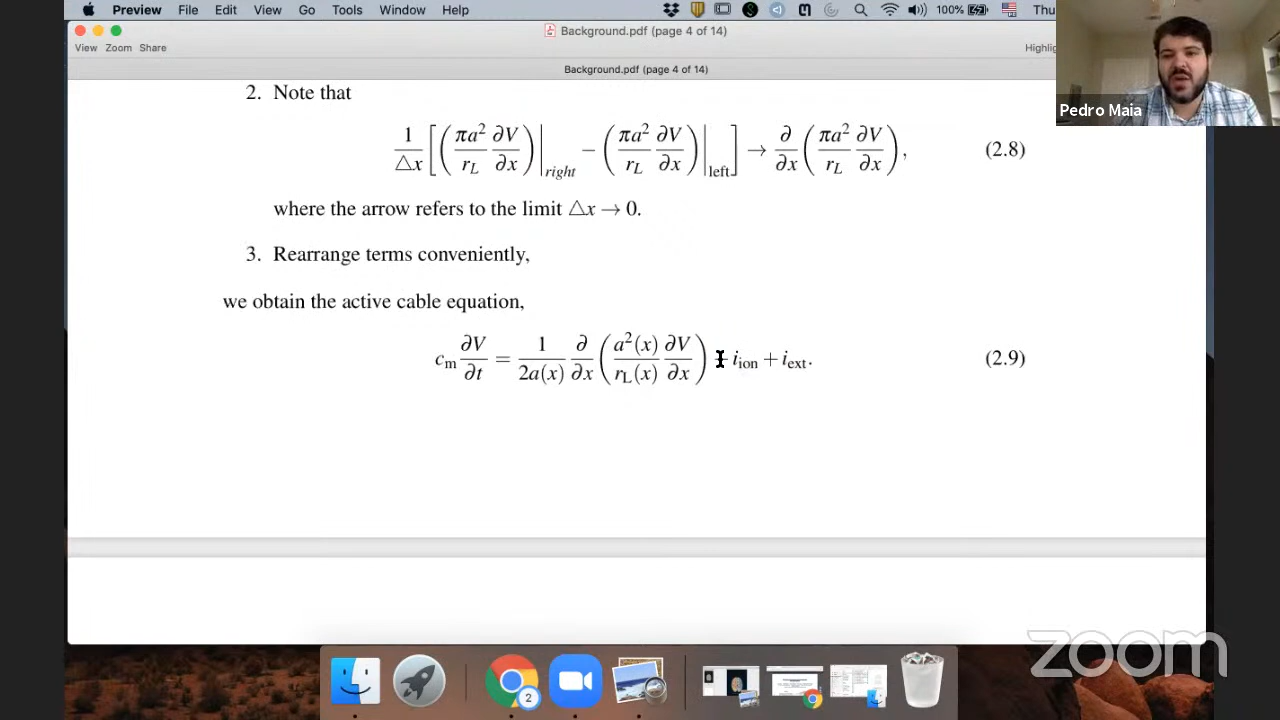 Preview File Edit View Go Tools Window Help 100% Thu
Background.pdf (page 4 of 14)
View Zoom Share
Background.pdf (page 4 of 14)
Pedro Maia
2. Note that
1/△x [ (πa²/r_L ∂V/∂x)|_right − (πa²/r_L ∂V/∂x)|_left ] → ∂/∂x (πa²/r_L ∂V/∂x), (2.8)
where the arrow refers to the limit △x → 0.
3. Rearrange terms conveniently,
we obtain the active cable equation,
c_m ∂V/∂t = 1/2a(x) ∂/∂x (a²(x)/r_L(x) ∂V/∂x) i_ion + i_ext. (2.9)
2
zoom